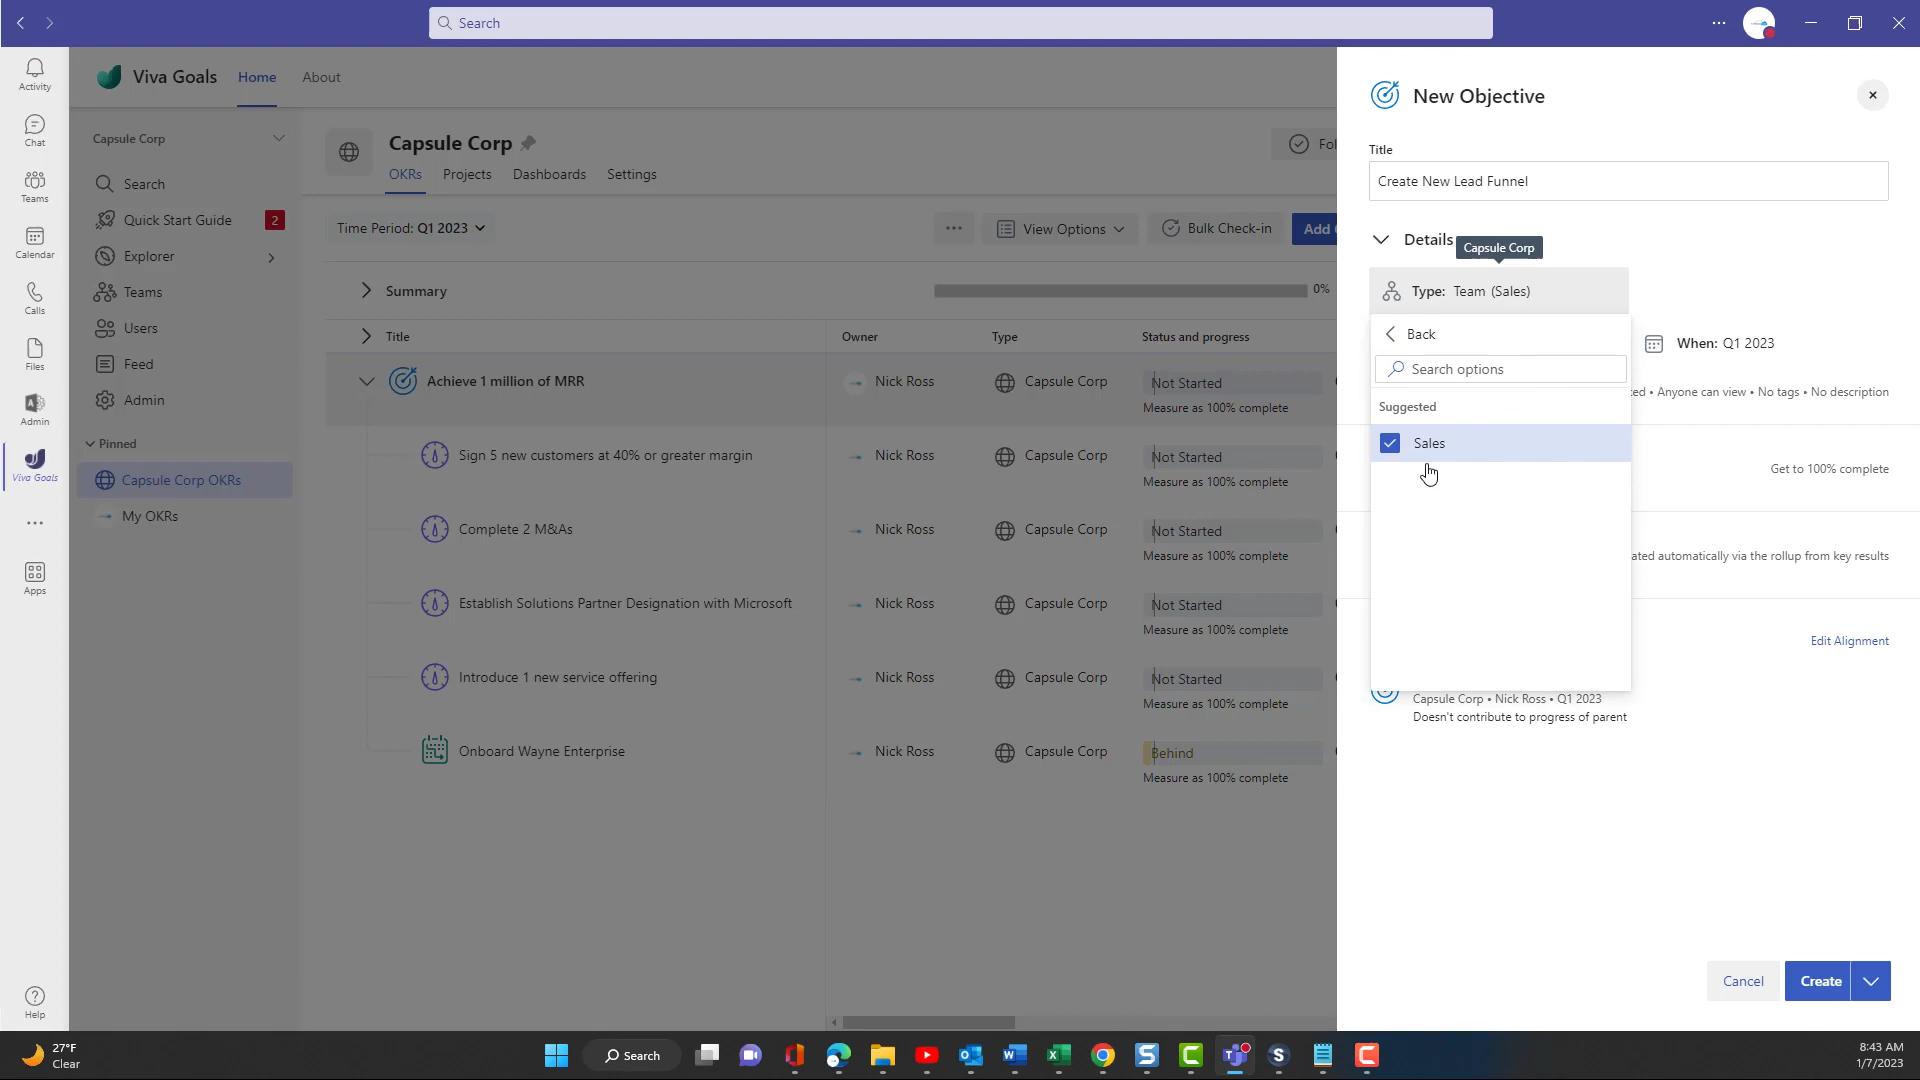 Search
Activity
Chat
Teams
Calendar
Calls
Files
Admin
Viva Goals
Apps
Help
Viva Goals
Home
About
Capsule Corp
Search
Quick Start Guide
2
Explorer
Teams
Users
Feed
Admin
Pinned
Capsule Corp OKRs
My OKRs
Capsule Corp
OKRs
Projects
Dashboards
Settings
Time Period: Q1 2023
View Options
Bulk Check-in
Add
Summary
0%
Title
Owner
Type
Status and progress
Achieve 1 million of MRR
Nick Ross
Capsule Corp
Not Started
Measure as 100% complete
Sign 5 new customers at 40% or greater margin
Nick Ross
Capsule Corp
Not Started
Measure as 100% complete
Complete 2 M&As
Nick Ross
Capsule Corp
Not Started
Measure as 100% complete
Establish Solutions Partner Designation with Microsoft
Nick Ross
Capsule Corp
Not Started
Measure as 100% complete
Introduce 1 new service offering
Nick Ross
Capsule Corp
Not Started
Measure as 100% complete
Onboard Wayne Enterprise
Nick Ross
Capsule Corp
Behind
Measure as 100% complete
New Objective
Title
Create New Lead Funnel
Details
Capsule Corp
Type: Team (Sales)
Back
Search options
Suggested
Sales
When: Q1 2023
• Anyone can view • No tags • No description
Get to 100% complete
automatically via the rollup from key results
Edit Alignment
Capsule Corp • Nick Ross • Q1 2023
Doesn't contribute to progress of parent
Cancel
Create
27°F
Clear
Search
8:43 AM
1/7/2023